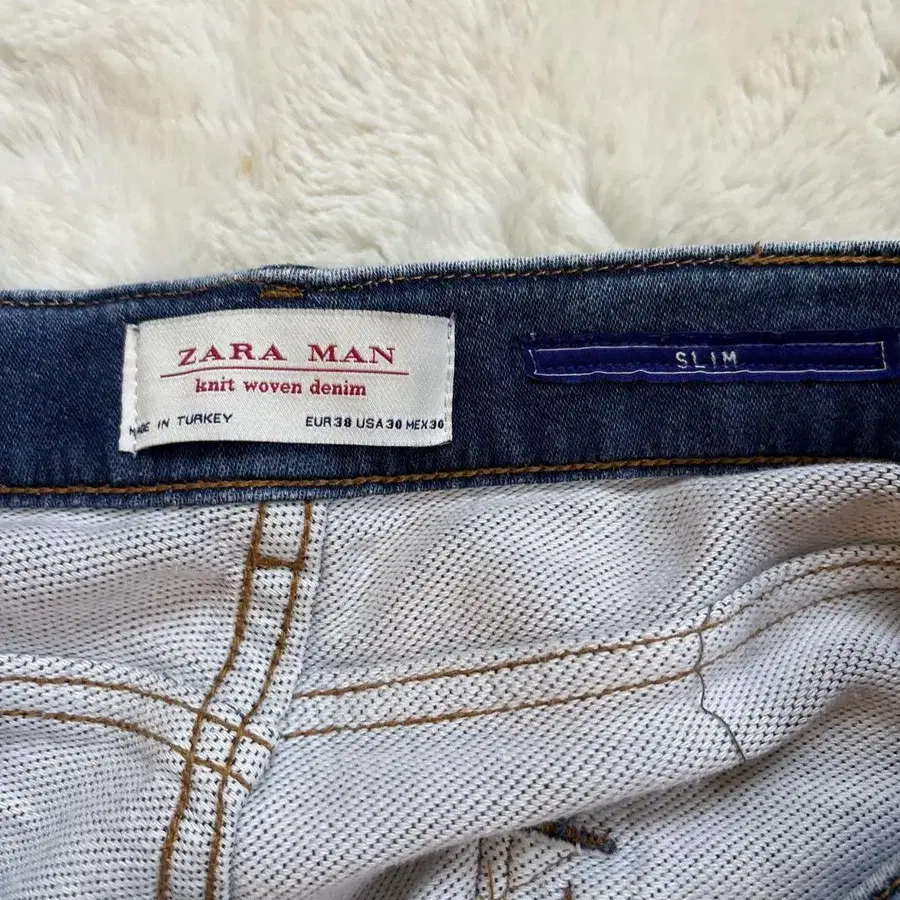 ZARA MAN
knit woven denim
MADE IN TURKEY EUR 38 USA 30 MEX 30
SLIM